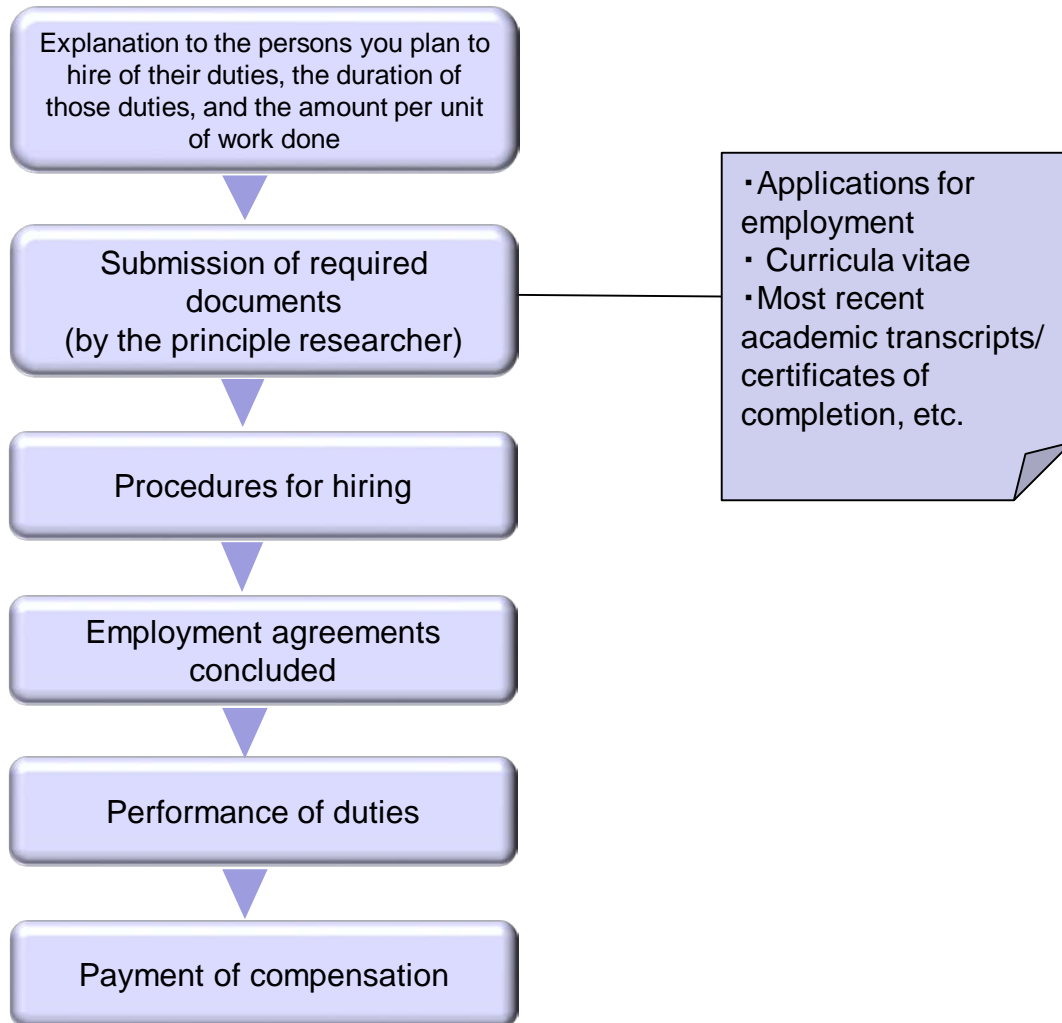 Explanation to the persons you plan to
hire of their duties, the duration of
those duties, and the amount per unit
of work done
Submission of required
documents
(by the principle researcher)
・Applications for
employment
・ Curricula vitae
・Most recent
academic transcripts/
certificates of
completion, etc.
Procedures for hiring
Employment agreements
concluded
Performance of duties
Payment of compensation